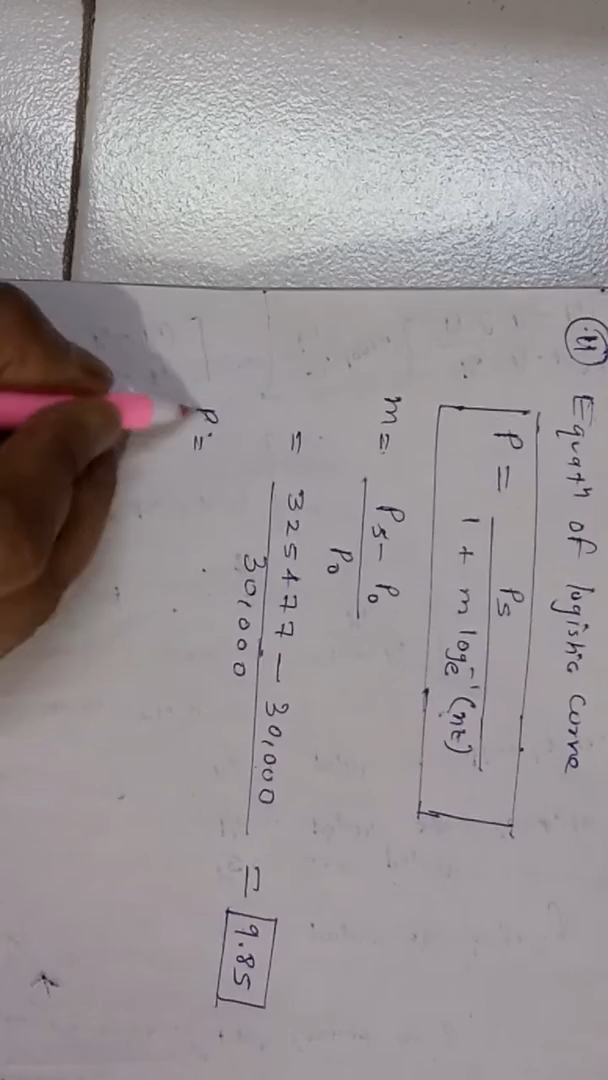 (ii) Equatⁿ of logistic curve
P = Ps / 1 + m logₑ⁻¹(nt)
m = Ps - P₀ / P₀
= 325477 - 30,000 / 30,000 = 9.85
P =